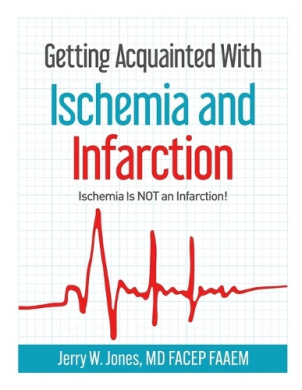 Getting Acquainted With
Ischemia and
Infarction
Ischemia Is NOT an Infarction!
Jerry W. Jones, MD FACEP FAAEM